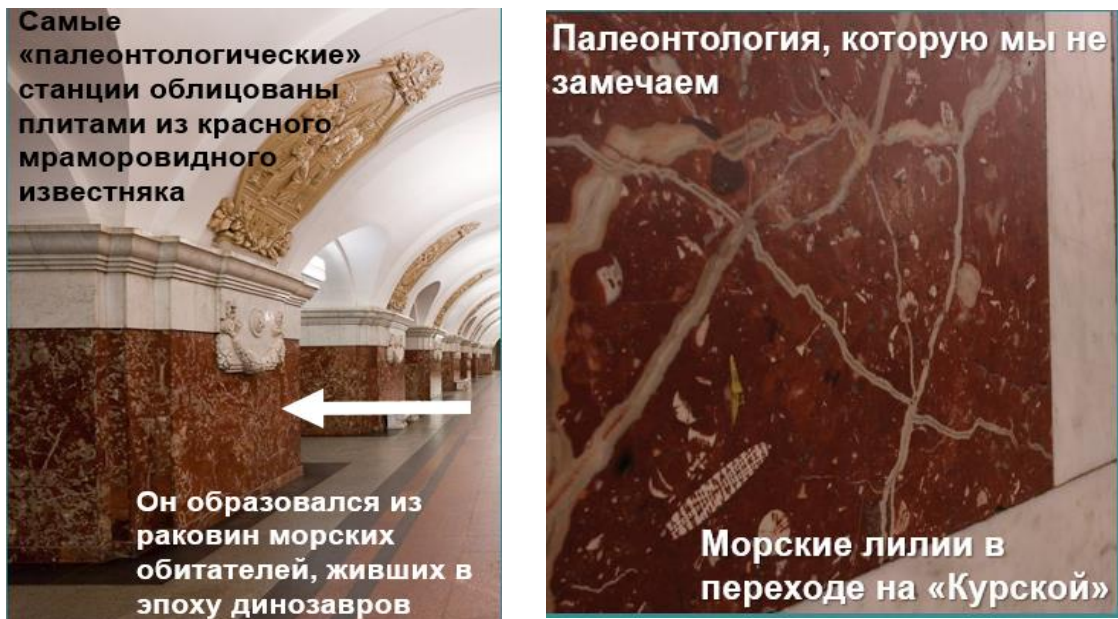 Самые
«палеонтологические»
станции облицованы
плитами из красного
мраморовидного
известняка
Он образовался из
раковин морских
обитателей, живших в
эпоху динозавров
Палеонтология, которую мы не
замечаем
Морские лилии в
переходе на «Курской»